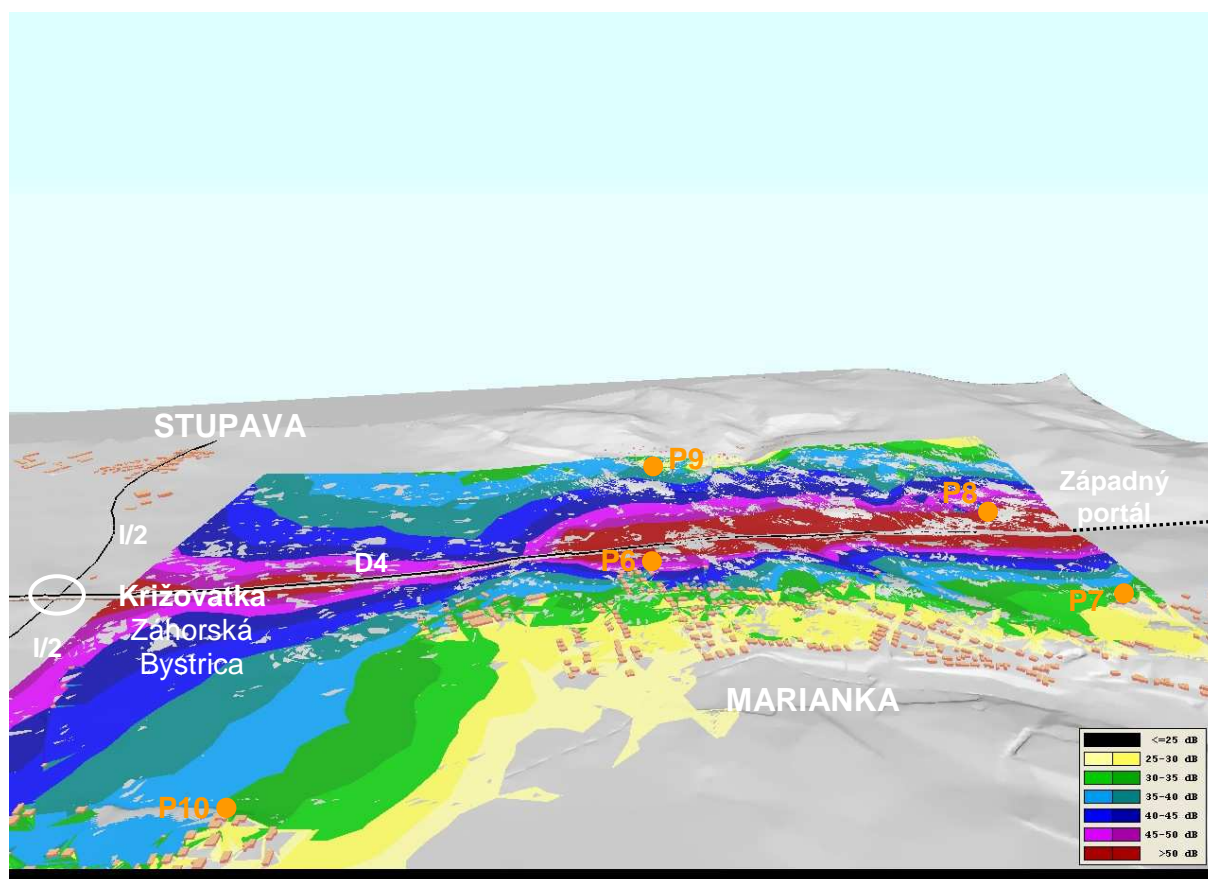 STUPAVA
P9
Západný
portál
P8
I/2
D4
P6
Križovatka
Záhorská
Bystrica
P7
I/2
MARIANKA
P10
<=25 dB
25-30 dB
30-35 dB
35-40 dB
40-45 dB
45-50 dB
>50 dB